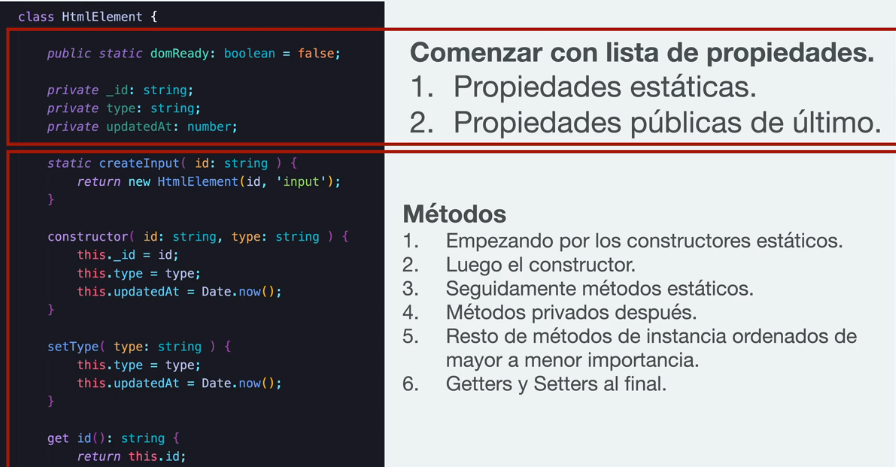 class HtmlElement {
public static domReady: boolean = false;
private _id: string;
private type: string;
private updatedAt: number;
static createInput( id: string ) {
return new HtmlElement(id, 'input');
}
constructor( id: string, type: string ) {
this._id = id;
this.type = type;
this.updatedAt = Date.now();
}
setType( type: string ) {
this.type = type;
this.updatedAt = Date.now();
}
get id(): string {
return this.id;
Comenzar con lista de propiedades.
1. Propiedades estáticas.
2. Propiedades públicas de último.
Métodos
1. Empezando por los constructores estáticos.
2. Luego el constructor.
3. Seguidamente métodos estáticos.
4. Métodos privados después.
5. Resto de métodos de instancia ordenados de
mayor a menor importancia.
6. Getters y Setters al final.